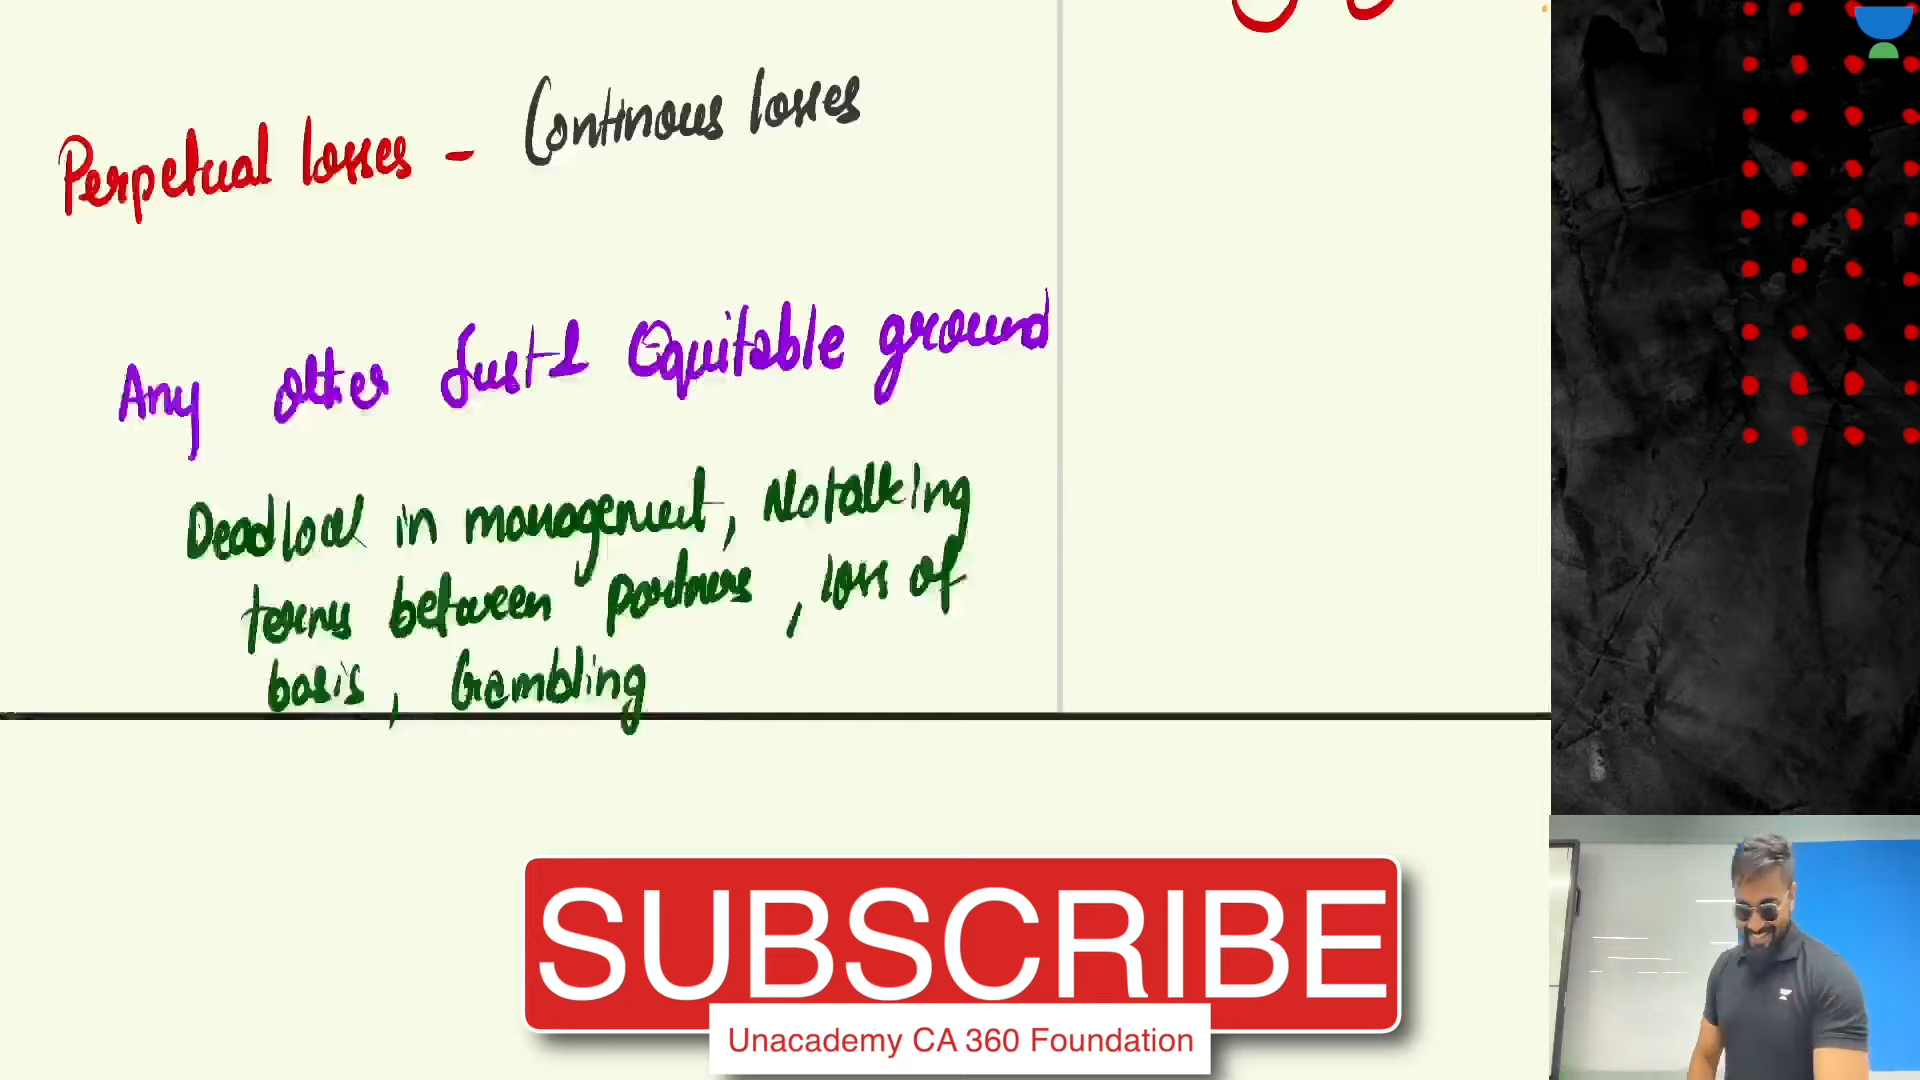 Perpetual losses - Continous losses
Any other Just & Equitable ground
Deadlock in management, No talking
terms between partners, loss of
basis, Gambling
SUBSCRIBE
Unacademy CA 360 Foundation